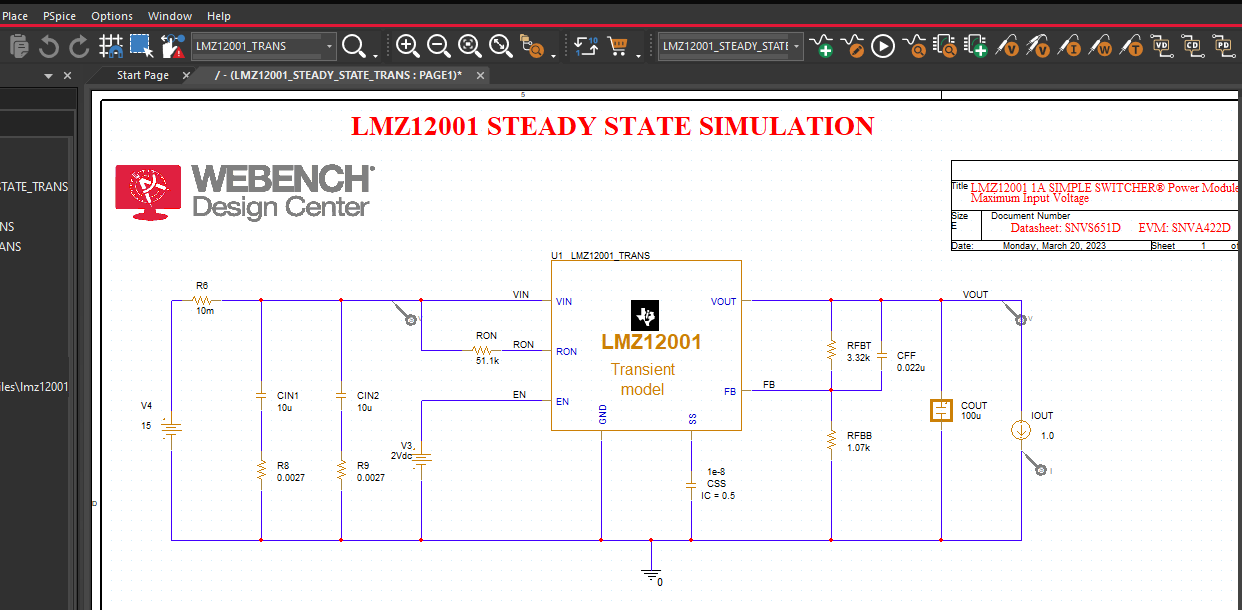 Place PSpice Options Window Help
LMZ12001_TRANS
LMZ12001_STEADY_STATE
Start Page
/ - (LMZ12001_STEADY_STATE_TRANS : PAGE1)*
5
LMZ12001 STEADY STATE SIMULATION
WEBENCH®
Design Center
STATE_TRANS
NS
ANS
iles\lmz12001
Title LMZ12001 1A SIMPLE SWITCHER® Power Module
Maximum Input Voltage
Size Document Number
E Datasheet: SNVS651D EVM: SNVA422D
Date: Monday, March 20, 2023 Sheet 1 of
U1 LMZ12001_TRANS
R6
10m
VIN
VIN
VOUT
VOUT
LMZ12001
Transient
model
RON
51.1k
RON
RON
EN
EN
FB
FB
GND
SS
RFBT
3.32k
CFF
0.022u
CIN1
10u
CIN2
10u
V4
15
COUT
100u
IOUT
1.0
RFBB
1.07k
V3
2Vdc
R8
0.0027
R9
0.0027
1e-8
CSS
IC = 0.5
D
0